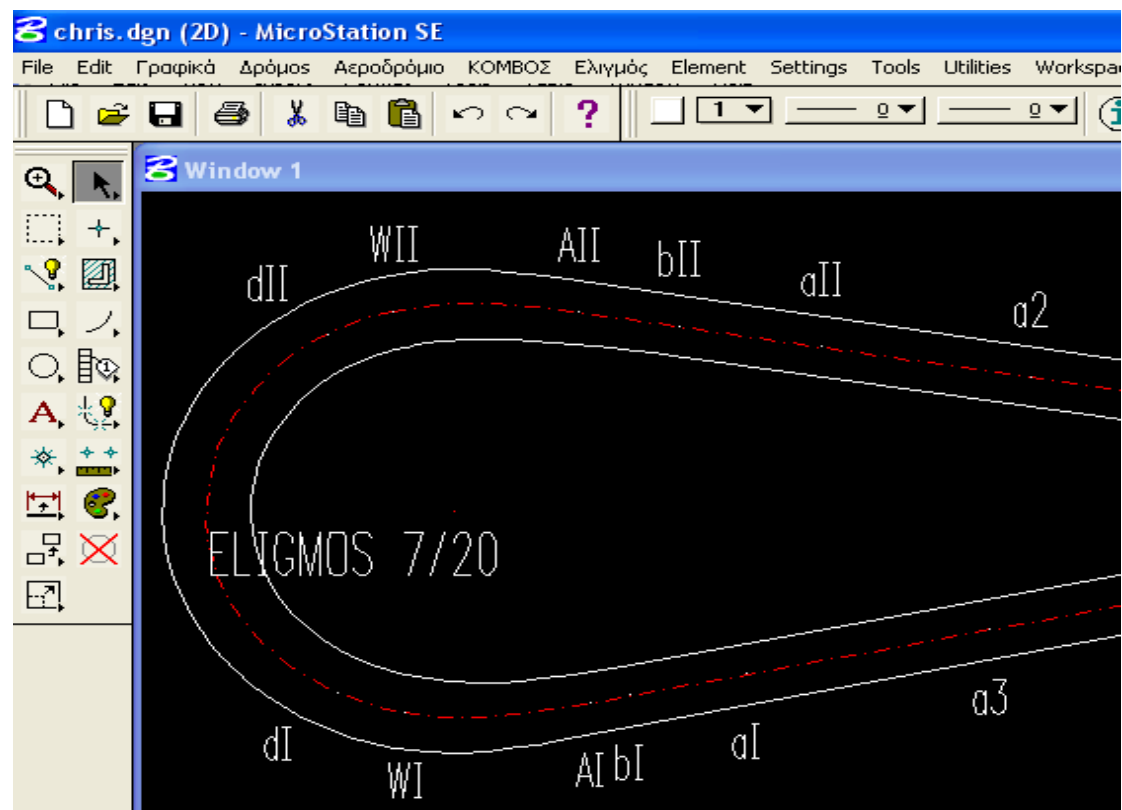 chris.dgn (2D) - MicroStation SE
File Edit Γραφικά Δρόμος Αεροδρόμιο ΚΟΜΒΟΣ Ελιγμός Element Settings Tools Utilities Workspa
? 1 0 0
Window 1
WII AII bII
dII aII
a2
ELIGMOS 7/20
a3
dI aI
WI AI bI